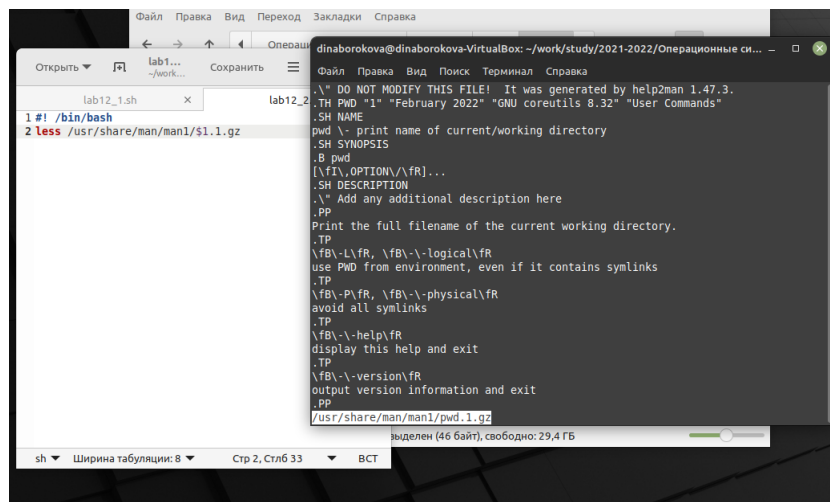 Файл Правка Вид Переход Закладки Справка
Открыть lab1... Сохранить
~/work...
lab12_1.sh × lab12_2
1 #! /bin/bash
2 less /usr/share/man/man1/$1.1.gz
sh Ширина табуляции: 8 Стр 2, Стлб 33 ВСТ
dinaborokova@dinaborokova-VirtualBox: ~/work/study/2021-2022/Операционные си...
Файл Правка Вид Поиск Терминал Справка
.\" DO NOT MODIFY THIS FILE!  It was generated by help2man 1.47.3.
.TH PWD "1" "February 2022" "GNU coreutils 8.32" "User Commands"
.SH NAME
pwd \- print name of current/working directory
.SH SYNOPSIS
.B pwd
[\fI\,OPTION\/\fR]...
.SH DESCRIPTION
.\" Add any additional description here
.PP
Print the full filename of the current working directory.
.TP
\fB\-L\fR, \fB\-\-logical\fR
use PWD from environment, even if it contains symlinks
.TP
\fB\-P\fR, \fB\-\-physical\fR
avoid all symlinks
.TP
\fB\-\-help\fR
display this help and exit
.TP
\fB\-\-version\fR
output version information and exit
.PP
/usr/share/man/man1/pwd.1.gz
(46 байт), свободно: 29,4 ГБ